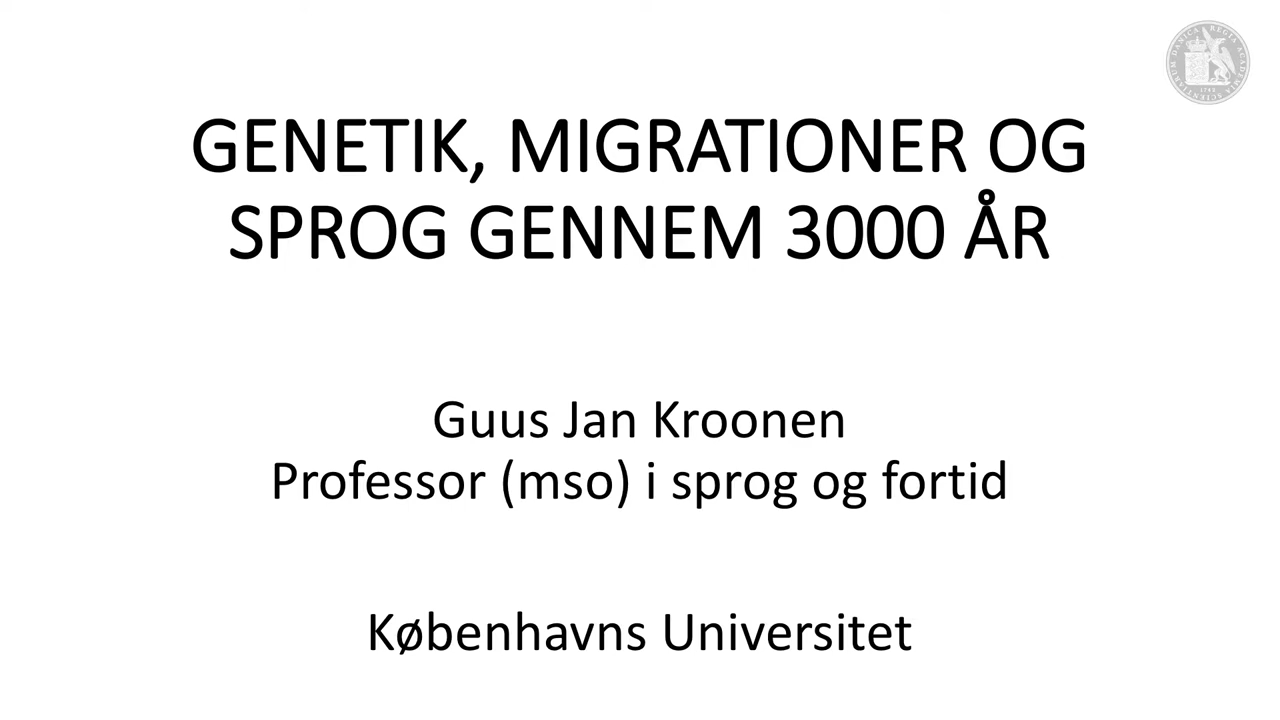 GENETIK, MIGRATIONER OG
SPROG GENNEM 3000 ÅR
Guus Jan Kroonen
Professor (mso) i sprog og fortid
Københavns Universitet